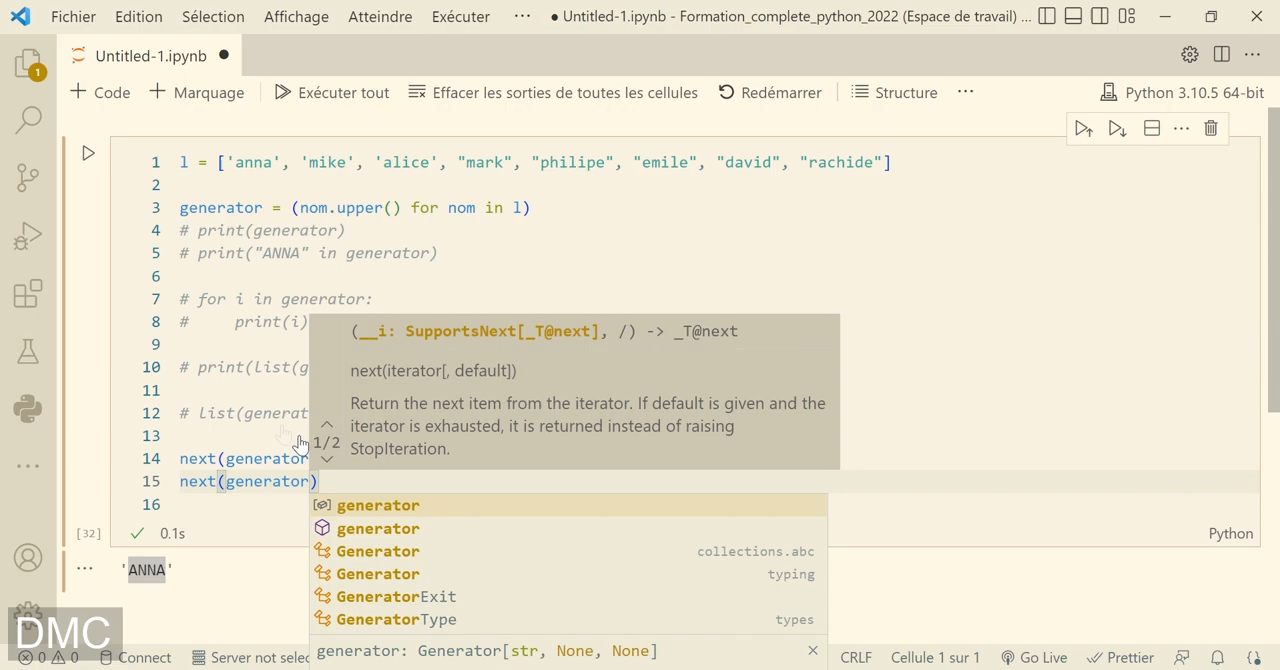 Fichier Edition Sélection Affichage Atteindre Exécuter ··· ● Untitled-1.ipynb - Formation_complete_python_2022 (Espace de travail) ...
1
Untitled-1.ipynb ●
Code Marquage Exécuter tout Effacer les sorties de toutes les cellules Redémarrer Structure ··· Python 3.10.5 64-bit
1 l = ['anna', 'mike', 'alice', "mark", "philipe", "emile", "david", "rachide"]
2
3 generator = (nom.upper() for nom in l)
4 # print(generator)
5 # print("ANNA" in generator)
6
7 # for i in generator:
8 #     print(i)
9
10 # print(list(g
11
12 # list(generat
13
14 next(generator
15 next(generator)
16
(__i: SupportsNext[_T@next], /) -> _T@next
next(iterator[, default])
Return the next item from the iterator. If default is given and the
iterator is exhausted, it is returned instead of raising
StopIteration.
1/2
generator
generator
Generator collections.abc
Generator typing
GeneratorExit
GeneratorType types
generator: Generator[str, None, None]
[32] 0.1s Python
'ANNA'
DMC
0 0 Connect Server not selec CRLF Cellule 1 sur 1 Go Live Prettier